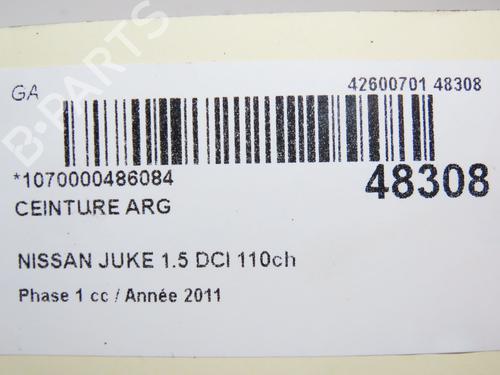 B-PARTS
GA
42600701 48308
*1070000486084
48308
CEINTURE ARG
NISSAN JUKE 1.5 DCI 110ch
Phase 1 cc / Année 2011